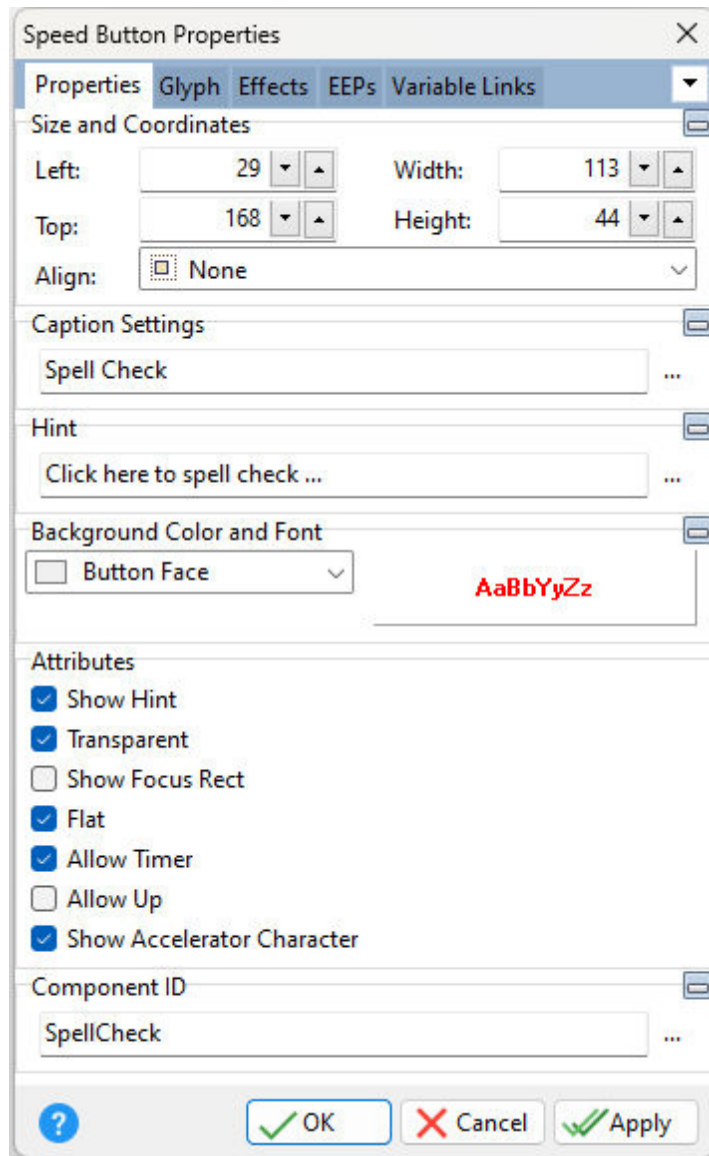 Speed Button Properties
Properties Glyph Effects EEPs Variable Links
Size and Coordinates
Left: 29 Width: 113
Top: 168 Height: 44
Align: None
Caption Settings
Spell Check ...
Hint
Click here to spell check ... ...
Background Color and Font
Button Face AaBbYyZz
Attributes
Show Hint
Transparent
Show Focus Rect
Flat
Allow Timer
Allow Up
Show Accelerator Character
Component ID
SpellCheck ...
? OK Cancel Apply